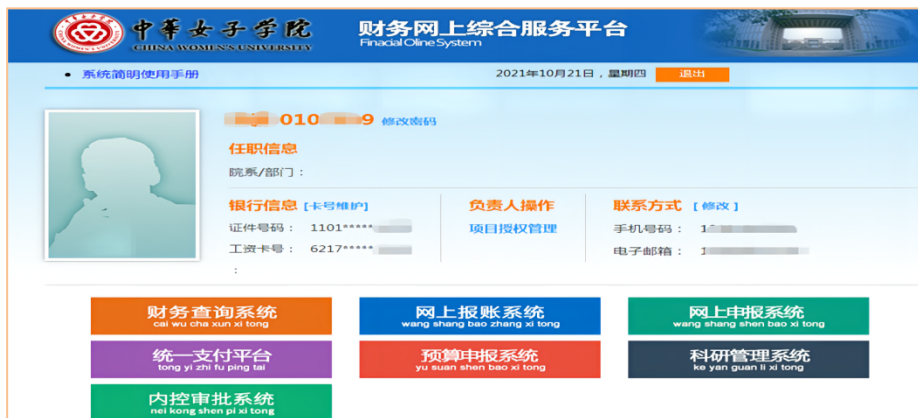 中华女子学院
CHINA WOMEN'S UNIVERSITY
财务网上综合服务平台
Finacial Oline System
系统简明使用手册
2021年10月21日，星期四
退出
010 9 修改密码
任职信息
院系/部门：
银行信息 [卡号维护]
证件号码： 1101*****
工资卡号： 6217*****
：
负责人操作
项目授权管理
联系方式 [ 修改 ]
手机号码： 1
电子邮箱：
财务查询系统
cai wu cha xun xi tong
网上报账系统
wang shang bao zhang xi tong
网上申报系统
wang shang shen bao xi tong
统一支付平台
tong yi zhi fu ping tai
预算申报系统
yu suan shen bao xi tong
科研管理系统
ke yan guan li xi tong
内控审批系统
nei kong shen pi xi tong